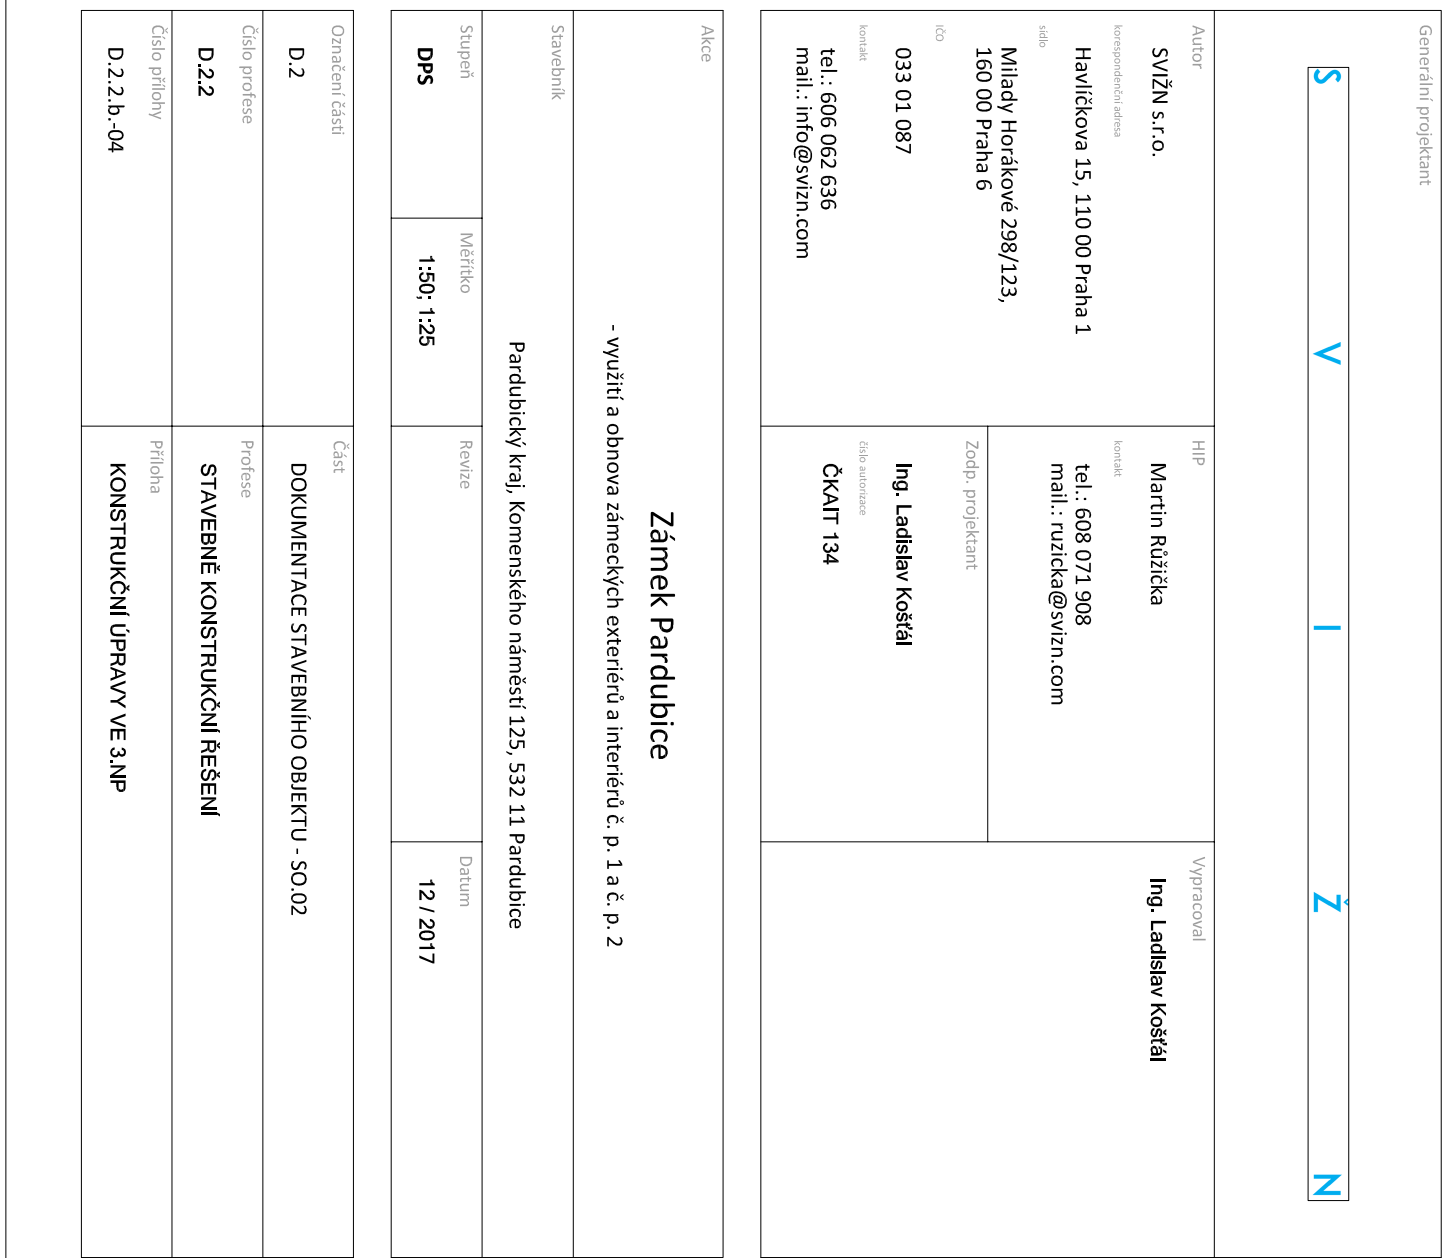 Generální projektant
S V I Ž N
Autor
SVIŽN s.r.o.
korespondenční adresa
Havlíčkova 15, 110 00 Praha 1
sídlo
Milady Horákové 298/123,
160 00 Praha 6
IČO
033 01 087
kontakt
tel.: 606 062 636
mail.: info@svizn.com
HIP
Martin Růžička
kontakt
tel.: 608 071 908
mail.: ruzicka@svizn.com
Zodp. projektant
Ing. Ladislav Košťál
číslo autorizace
ČKAIT 134
Vypracoval
Ing. Ladislav Košťál
Akce
Zámek Pardubice
- využití a obnova zámeckých exteriérů a interiérů č. p. 1 a č. p. 2
Stavebník
Pardubický kraj, Komenského náměstí 125, 532 11 Pardubice
Stupeň
DPS
Měřítko
1:50; 1:25
Revize
Datum
12 / 2017
Označení části
D.2
Část
DOKUMENTACE STAVEBNÍHO OBJEKTU - SO.02
Číslo profese
D.2.2
Profese
STAVEBNĚ KONSTRUKČNÍ ŘEŠENÍ
Číslo přílohy
D.2.2.b.-04
Příloha
KONSTRUKČNÍ ÚPRAVY VE 3.NP